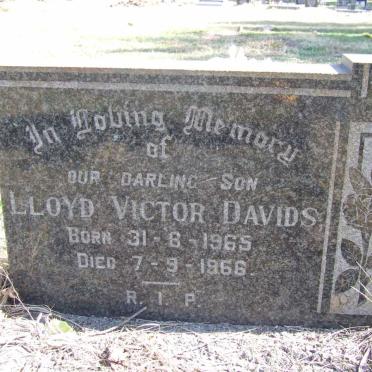 In Loving Memory
of
OUR DARLING SON
LLOYD VICTOR DAVIDS
BORN 31-8-1965
DIED 7-9-1966
R.I.P.